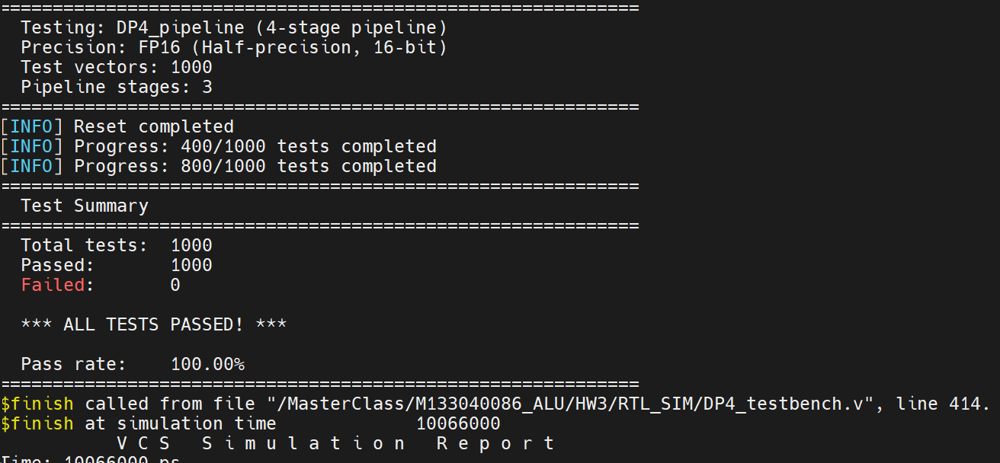 ==============================================================
Testing: DP4_pipeline (4-stage pipeline)
Precision: FP16 (Half-precision, 16-bit)
Test vectors: 1000
Pipeline stages: 3
==============================================================
[INFO] Reset completed
[INFO] Progress: 400/1000 tests completed
[INFO] Progress: 800/1000 tests completed
==============================================================
Test Summary
==============================================================
Total tests: 1000
Passed: 1000
Failed: 0
*** ALL TESTS PASSED! ***
Pass rate: 100.00%
==============================================================
$finish called from file "/MasterClass/M133040086_ALU/HW3/RTL_SIM/DP4_testbench.v", line 414.
$finish at simulation time 10066000
V C S S i m u l a t i o n R e p o r t
Time: 10066000 ps